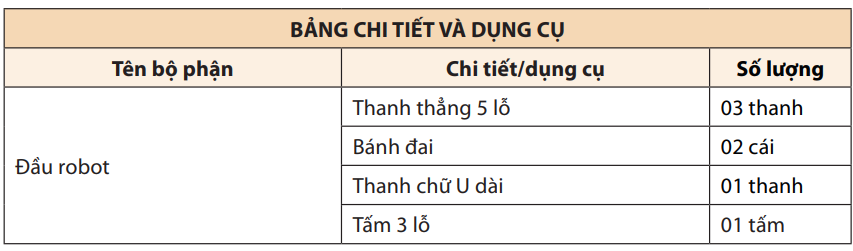 BẢNG CHI TIẾT VÀ DỤNG CỤ
Tên bộ phận Chi tiết/dụng cụ Số lượng
Đầu robot
Thanh thẳng 5 lỗ 03 thanh
Bánh đai 02 cái
Thanh chữ U dài 01 thanh
Tấm 3 lỗ 01 tấm